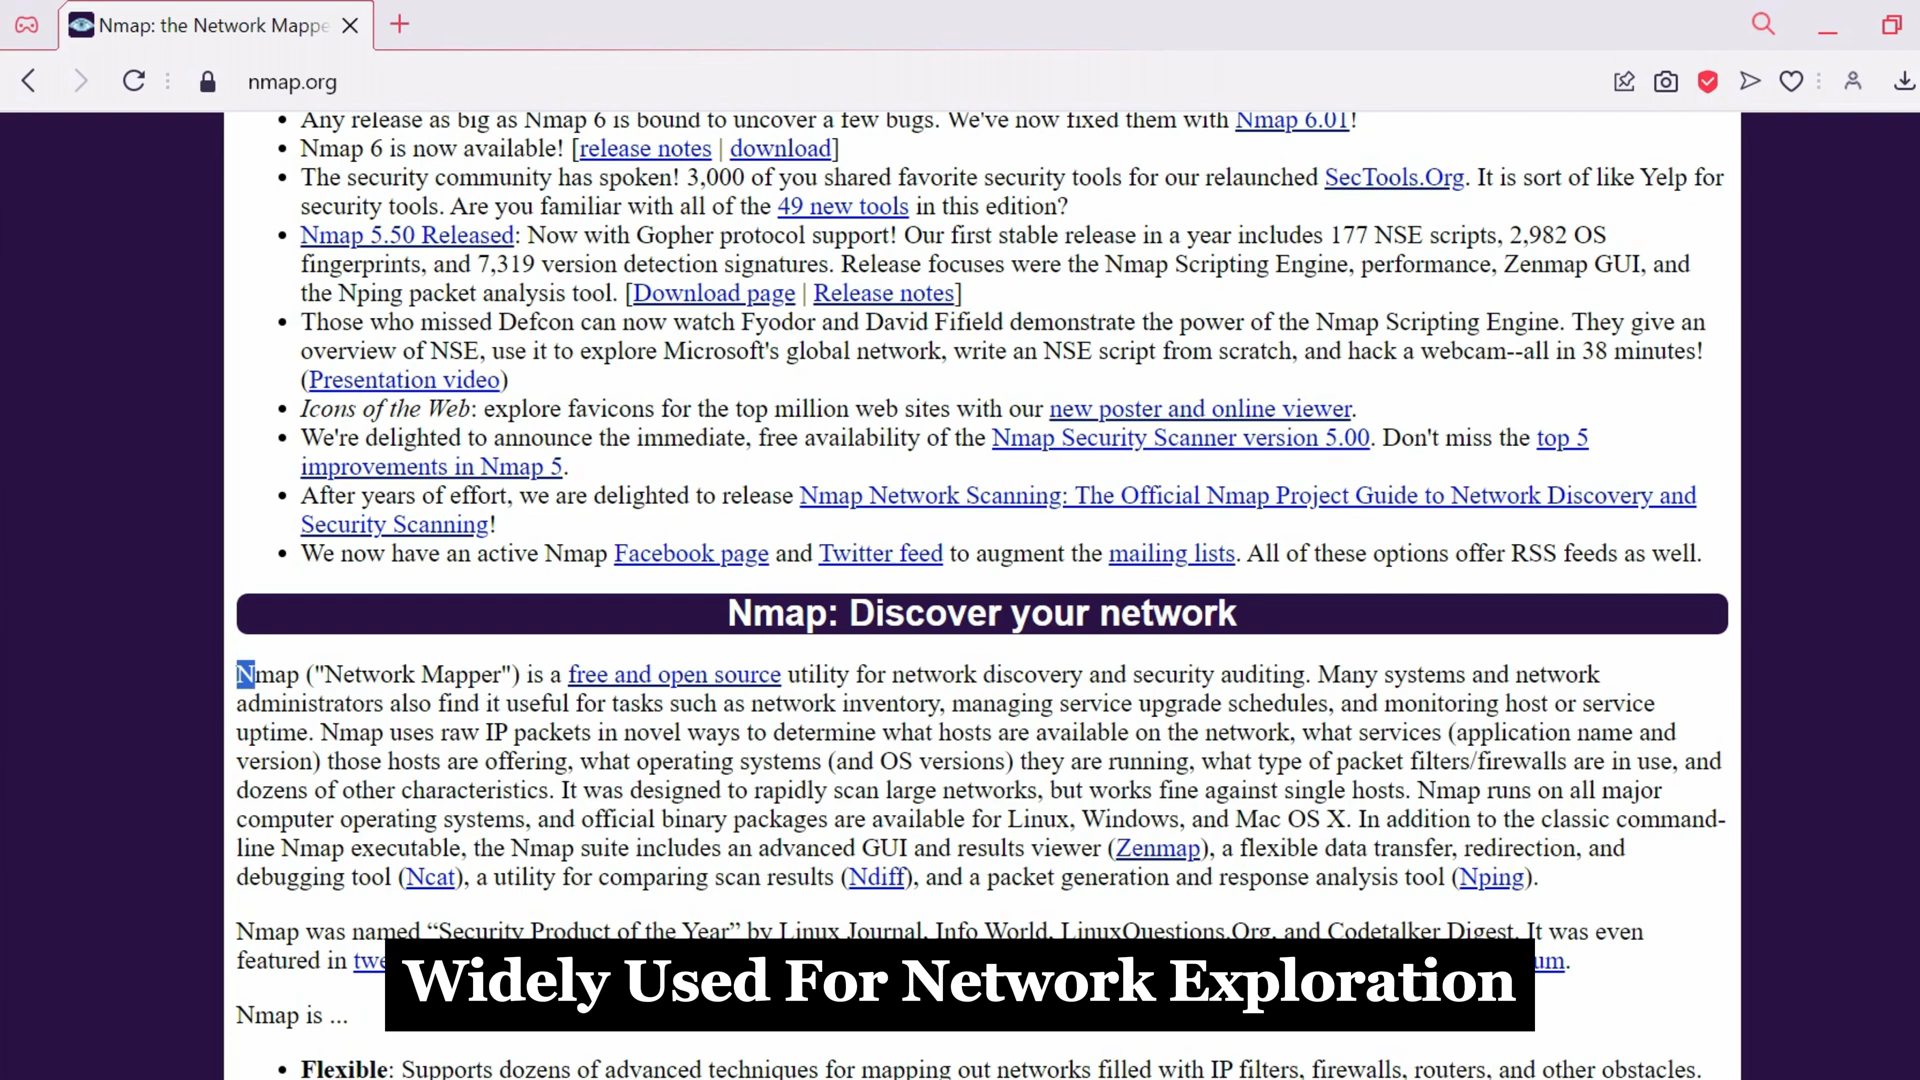 Nmap: the Network Mappe
nmap.org
Any release as big as Nmap 6 is bound to uncover a few bugs. We've now fixed them with Nmap 6.01!
Nmap 6 is now available! [release notes | download]
The security community has spoken! 3,000 of you shared favorite security tools for our relaunched SecTools.Org. It is sort of like Yelp for
security tools. Are you familiar with all of the 49 new tools in this edition?
Nmap 5.50 Released: Now with Gopher protocol support! Our first stable release in a year includes 177 NSE scripts, 2,982 OS
fingerprints, and 7,319 version detection signatures. Release focuses were the Nmap Scripting Engine, performance, Zenmap GUI, and
the Nping packet analysis tool. [Download page | Release notes]
Those who missed Defcon can now watch Fyodor and David Fifield demonstrate the power of the Nmap Scripting Engine. They give an
overview of NSE, use it to explore Microsoft's global network, write an NSE script from scratch, and hack a webcam--all in 38 minutes!
(Presentation video)
Icons of the Web: explore favicons for the top million web sites with our new poster and online viewer.
We're delighted to announce the immediate, free availability of the Nmap Security Scanner version 5.00. Don't miss the top 5
improvements in Nmap 5.
After years of effort, we are delighted to release Nmap Network Scanning: The Official Nmap Project Guide to Network Discovery and
Security Scanning!
We now have an active Nmap Facebook page and Twitter feed to augment the mailing lists. All of these options offer RSS feeds as well.
Nmap: Discover your network
Nmap ("Network Mapper") is a free and open source utility for network discovery and security auditing. Many systems and network
administrators also find it useful for tasks such as network inventory, managing service upgrade schedules, and monitoring host or service
uptime. Nmap uses raw IP packets in novel ways to determine what hosts are available on the network, what services (application name and
version) those hosts are offering, what operating systems (and OS versions) they are running, what type of packet filters/firewalls are in use, and
dozens of other characteristics. It was designed to rapidly scan large networks, but works fine against single hosts. Nmap runs on all major
computer operating systems, and official binary packages are available for Linux, Windows, and Mac OS X. In addition to the classic command-
line Nmap executable, the Nmap suite includes an advanced GUI and results viewer (Zenmap), a flexible data transfer, redirection, and
debugging tool (Ncat), a utility for comparing scan results (Ndiff), and a packet generation and response analysis tool (Nping).
Nmap was named “Security Product of the Year” by Linux Journal, Info World, LinuxQuestions.Org, and Codetalker Digest. It was even
featured in twe
um.
Widely Used For Network Exploration
Nmap is ...
Flexible: Supports dozens of advanced techniques for mapping out networks filled with IP filters, firewalls, routers, and other obstacles.